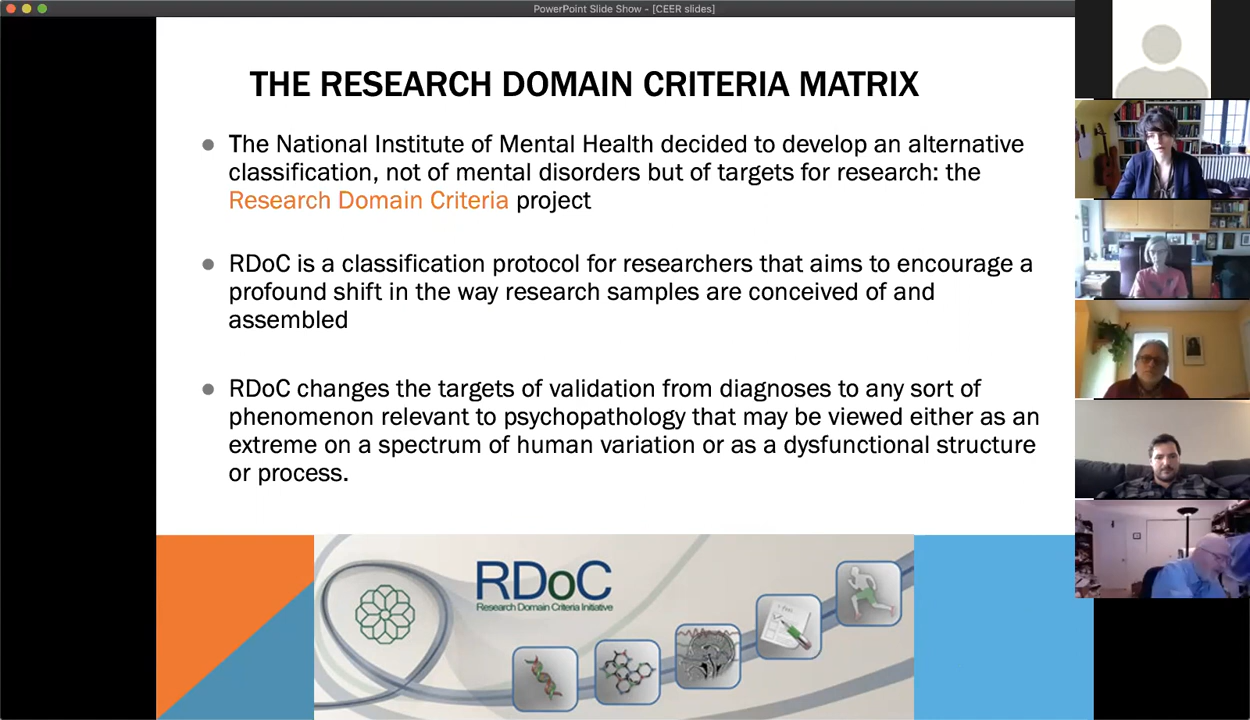 PowerPoint Slide Show - [CEER slides]
THE RESEARCH DOMAIN CRITERIA MATRIX
• The National Institute of Mental Health decided to develop an alternative
classification, not of mental disorders but of targets for research: the
Research Domain Criteria project
• RDoC is a classification protocol for researchers that aims to encourage a
profound shift in the way research samples are conceived of and
assembled
• RDoC changes the targets of validation from diagnoses to any sort of
phenomenon relevant to psychopathology that may be viewed either as an
extreme on a spectrum of human variation or as a dysfunctional structure
or process.
RDoC
Research Domain Criteria Initiative